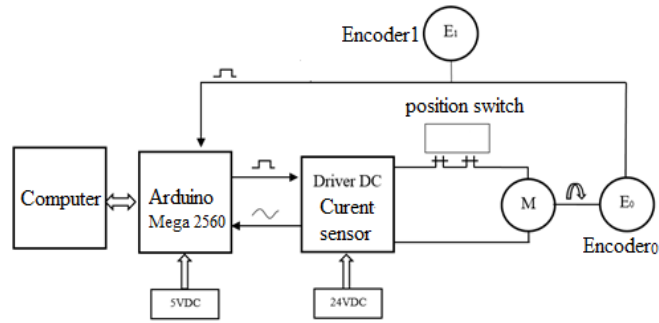 E1
Encoder1
position switch
Computer
Arduino
Mega 2560
Driver DC
Curent
sensor
M
E0
Encoder0
5VDC
24VDC